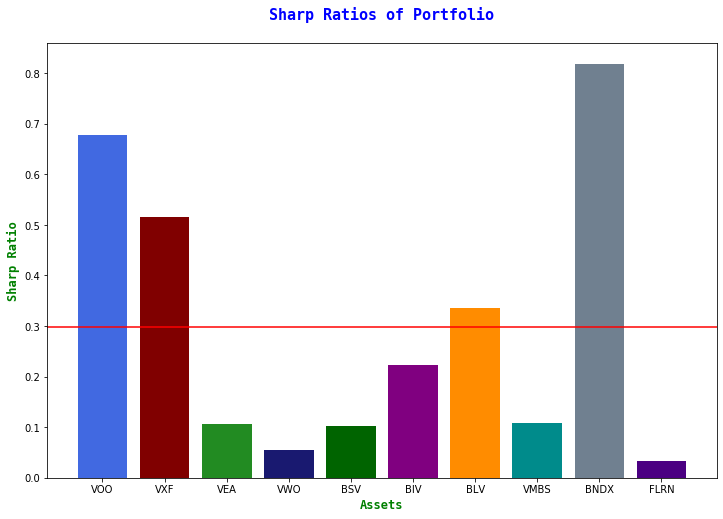 Sharp Ratios of Portfolio
0.8
0.7
0.6
0.5
0.4
0.3
0.2
0.1
0.0
Sharp Ratio
VOO VXF VEA VWO BSV BIV BLV VMBS BNDX FLRN
Assets